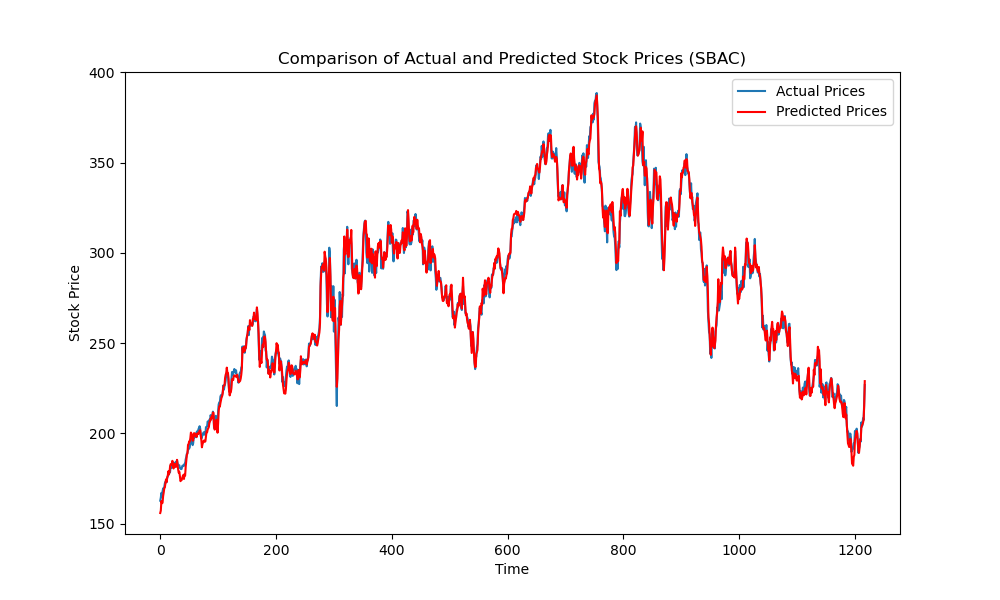 Comparison of Actual and Predicted Stock Prices (SBAC)
Actual Prices
Predicted Prices
Stock Price
400
350
300
250
200
150
0 200 400 600 800 1000 1200
Time